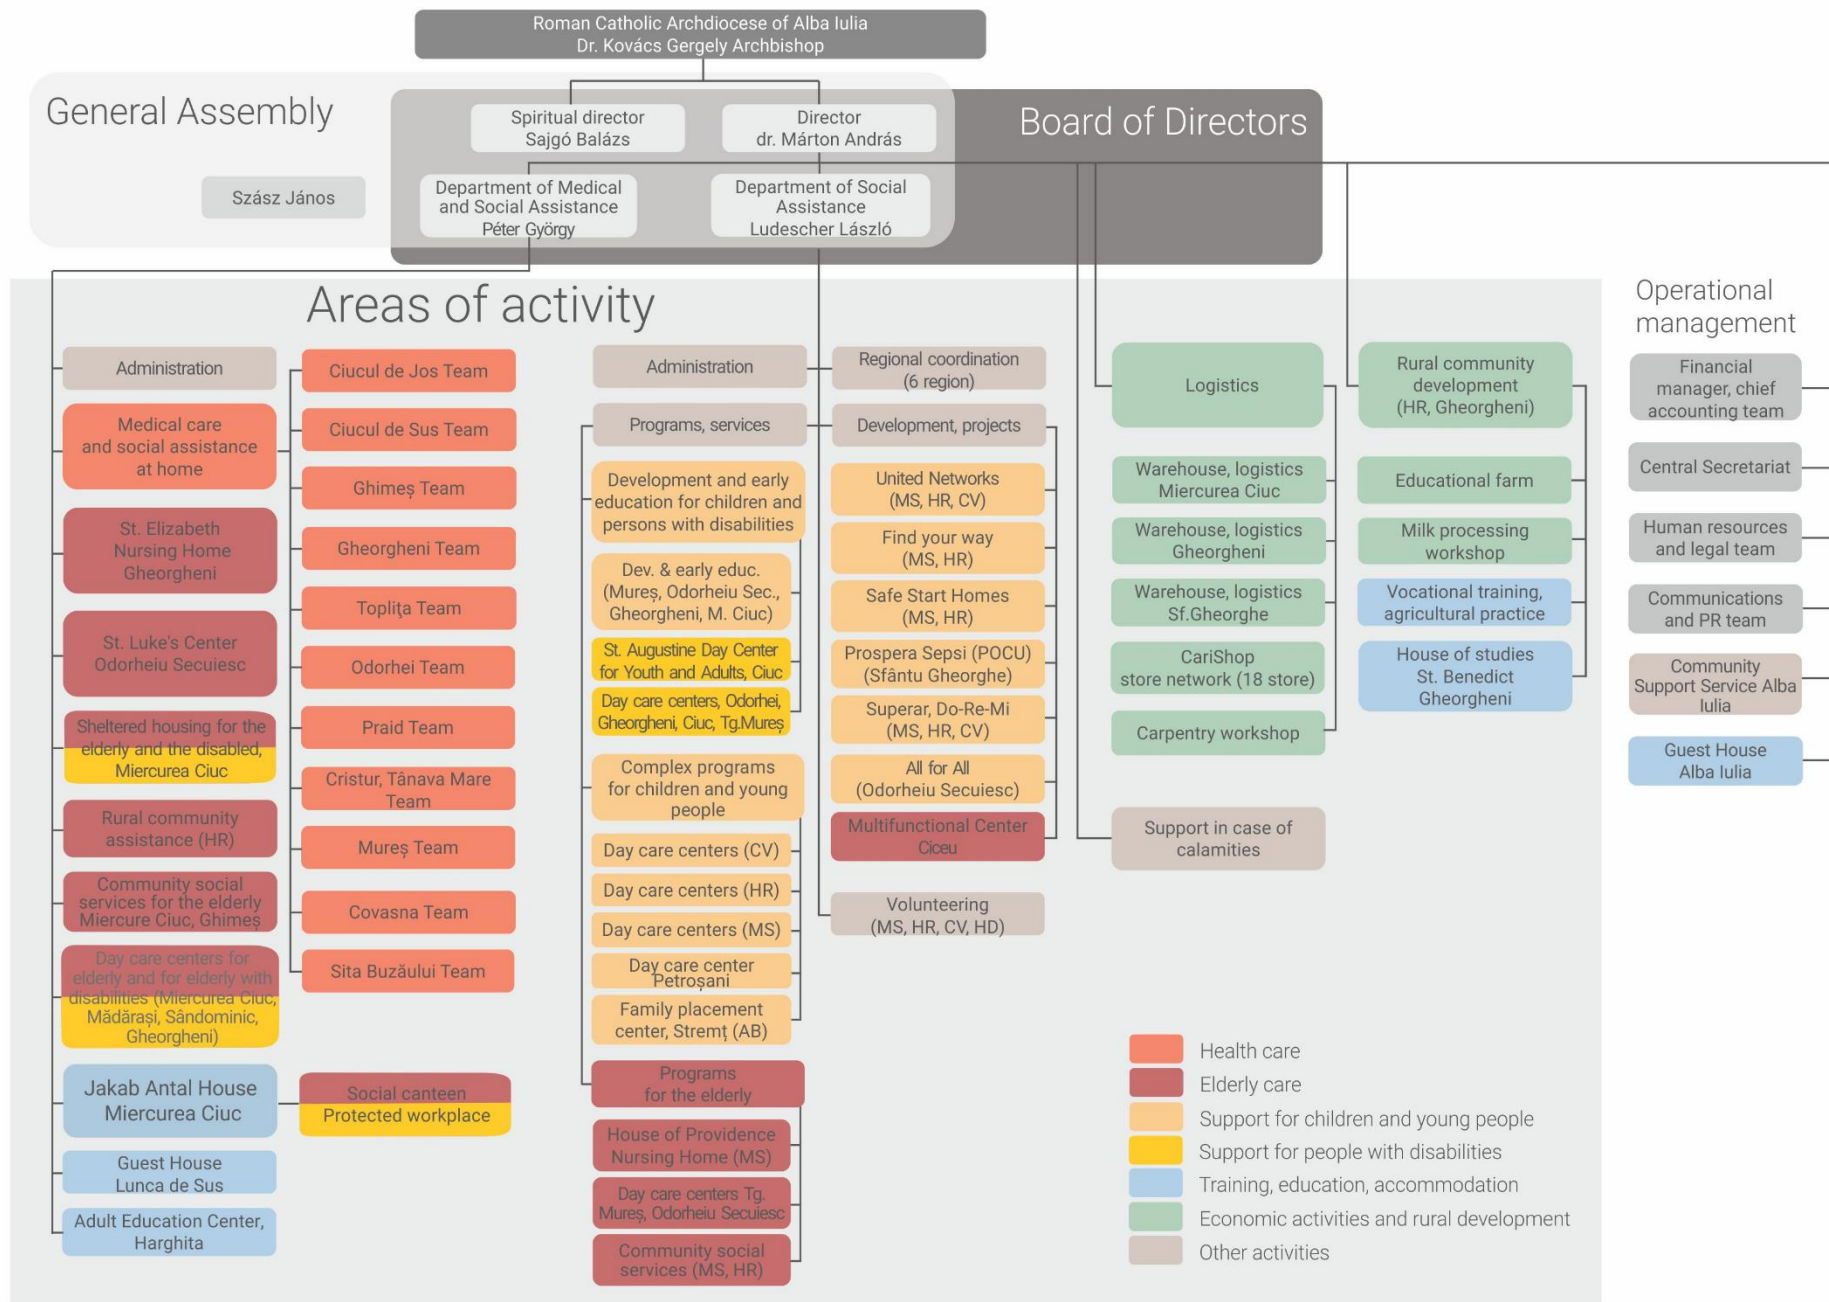 Roman Catholic Archdiocese of Alba Iulia
Dr. Kovács Gergely Archbishop
General Assembly
Board of Directors
Spiritual director
Sajgó Balázs
Director
dr. Márton András
Szász János
Department of Medical
and Social Assistance
Péter György
Department of Social
Assistance
Ludescher László
Areas of activity
Administration
Medical care
and social assistance
at home
St. Elizabeth
Nursing Home
Gheorgheni
St. Luke's Center
Odorheiu Secuiesc
Sheltered housing for the
elderly and the disabled,
Miercurea Ciuc
Rural community
assistance (HR)
Community social
services for the elderly
Miercure Ciuc, Ghimeș
Day care centers for
elderly and for elderly with
disabilities (Miercurea Ciuc,
Mădărași, Sândominic,
Gheorgheni)
Jakab Antal House
Miercurea Ciuc
Guest House
Lunca de Sus
Adult Education Center,
Harghita
Ciucul de Jos Team
Ciucul de Sus Team
Ghimeș Team
Gheorgheni Team
Toplița Team
Odorhei Team
Praid Team
Cristur, Tânava Mare
Team
Mureș Team
Covasna Team
Sita Buzăului Team
Social canteen
Protected workplace
Administration
Programs, services
Development and early
education for children and
persons with disabilities
Dev. & early educ.
(Mureș, Odorheiu Sec.,
Gheorgheni, M. Ciuc)
St. Augustine Day Center
for Youth and Adults, Ciuc
Day care centers, Odorhei,
Gheorgheni, Ciuc, Tg.Mureș
Complex programs
for children and young
people
Day care centers (CV)
Day care centers (HR)
Day care centers (MS)
Day care center
Petroșani
Family placement
center, Stremț (AB)
Programs
for the elderly
House of Providence
Nursing Home (MS)
Day care centers Tg.
Mureș, Odorheiu Secuiesc
Community social
services (MS, HR)
Regional coordination
(6 region)
Development, projects
United Networks
(MS, HR, CV)
Find your way
(MS, HR)
Safe Start Homes
(MS, HR)
Prospera Sepsi (POCU)
(Sfântu Gheorghe)
Superar, Do-Re-Mi
(MS, HR, CV)
All for All
(Odorheiu Secuiesc)
Multifunctional Center
Ciceu
Volunteering
(MS, HR, CV, HD)
Logistics
Warehouse, logistics
Miercurea Ciuc
Warehouse, logistics
Gheorgheni
Warehouse, logistics
Sf.Gheorghe
CariShop
store network (18 store)
Carpentry workshop
Support in case of
calamities
Rural community
development
(HR, Gheorgheni)
Educational farm
Milk processing
workshop
Vocational training,
agricultural practice
House of studies
St. Benedict
Gheorgheni
Operational
management
Financial
manager, chief
accounting team
Central Secretariat
Human resources
and legal team
Communications
and PR team
Community
Support Service Alba
Iulia
Guest House
Alba Iulia
Health care
Elderly care
Support for children and young people
Support for people with disabilities
Training, education, accommodation
Economic activities and rural development
Other activities